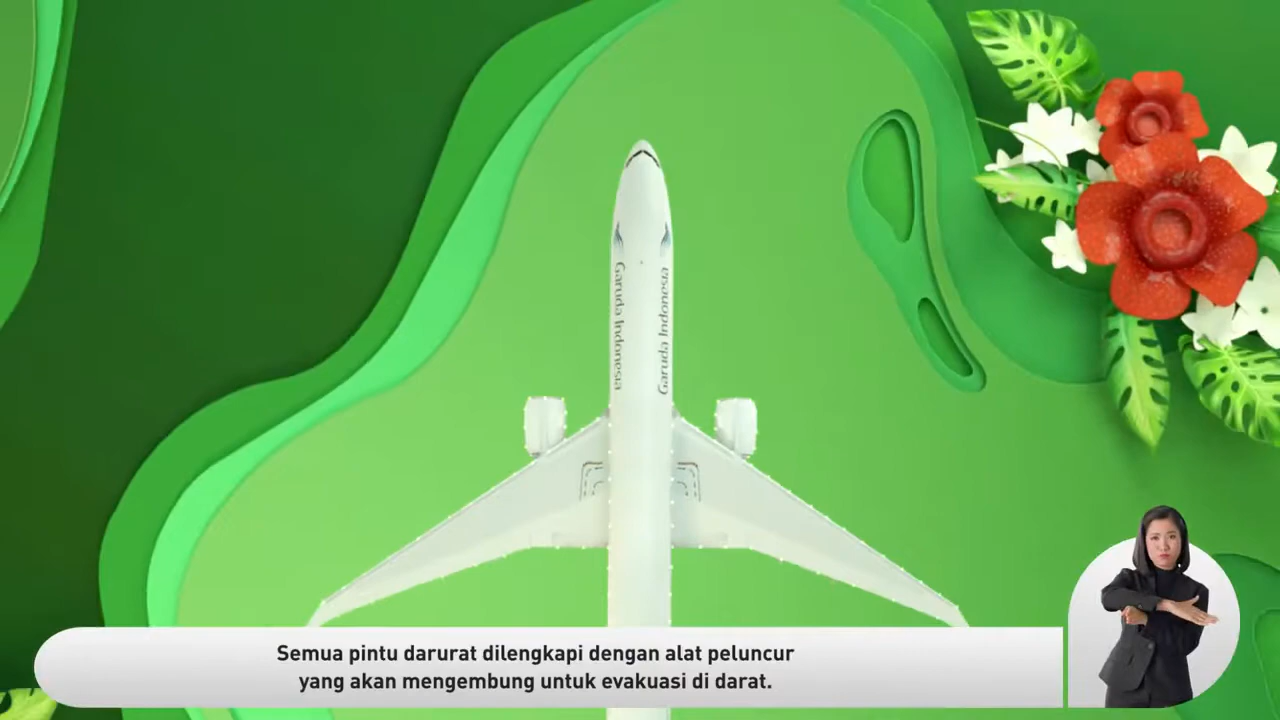 Garuda Indonesia
Garuda Indonesia
Semua pintu darurat dilengkapi dengan alat peluncur
yang akan mengembung untuk evakuasi di darat.